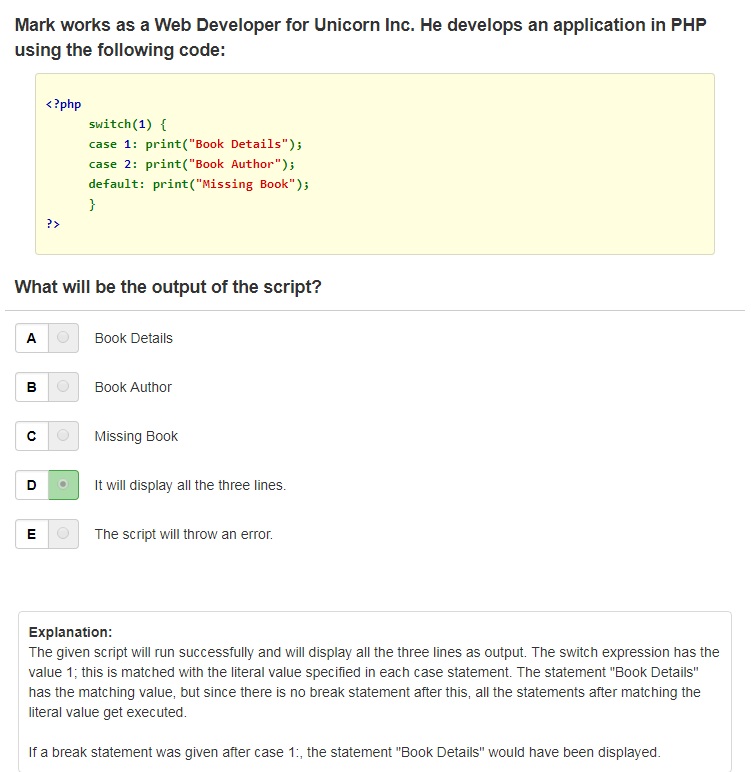 Mark works as a Web Developer for Unicorn Inc. He develops an application in PHP
using the following code:
<?php
switch(1) {
case 1: print("Book Details");
case 2: print("Book Author");
default: print("Missing Book");
}
?>
What will be the output of the script?
A Book Details
B Book Author
C Missing Book
D It will display all the three lines.
E The script will throw an error.
Explanation:
The given script will run successfully and will display all the three lines as output. The switch expression has the
value 1; this is matched with the literal value specified in each case statement. The statement "Book Details"
has the matching value, but since there is no break statement after this, all the statements after matching the
literal value get executed.
If a break statement was given after case 1:, the statement "Book Details" would have been displayed.